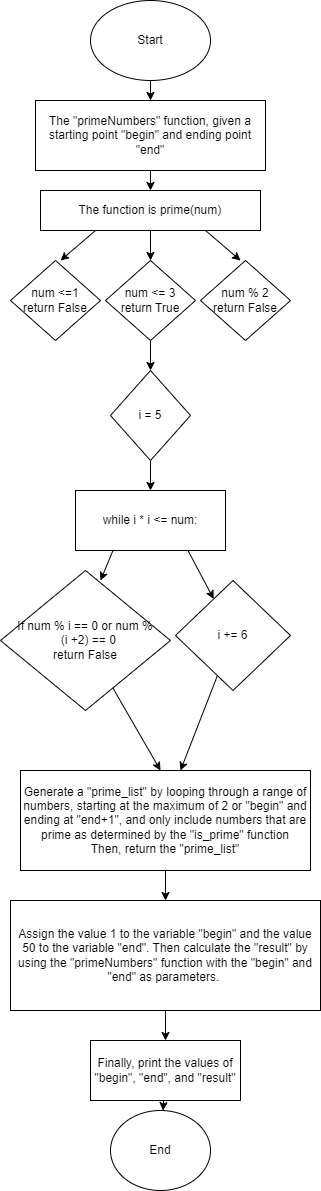 Start
The "primeNumbers" function, given a
starting point "begin" and ending point
"end"
The function is prime(num)
num <=1
return False
num <= 3
return True
num % 2
return False
i = 5
while i * i <= num:
If num % i == 0 or num %
(i +2) == 0
return False
i += 6
Generate a "prime_list" by looping through a range of
numbers, starting at the maximum of 2 or "begin" and
ending at "end+1", and only include numbers that are
prime as determined by the "is_prime" function
Then, return the "prime_list"
Assign the value 1 to the variable "begin" and the value
50 to the variable "end". Then calculate the "result" by
using the "primeNumbers" function with the "begin" and
"end" as parameters.
Finally, print the values of
"begin", "end", and "result"
End